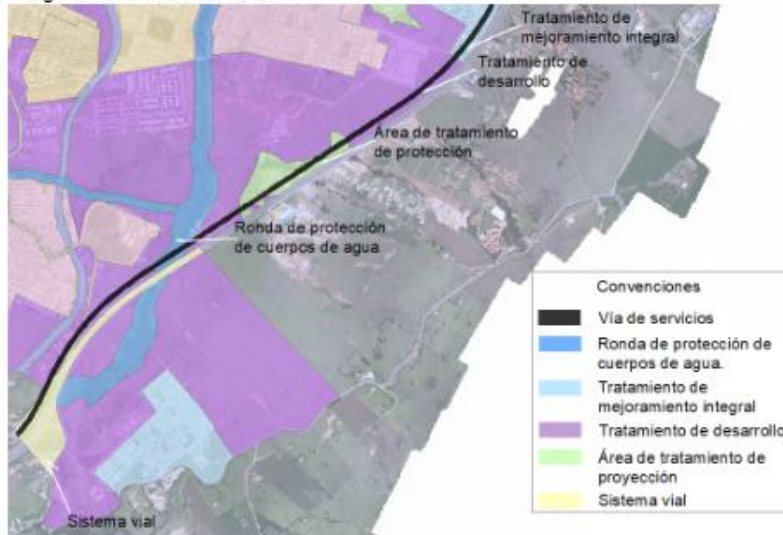 Tratamiento de
mejoramiento integral
Tratamiento de
desarrollo
Área de tratamiento
de protección
Ronda de protección
de cuerpos de agua
Sistema vial
Convenciones
Vía de servicios
Ronda de protección de
cuerpos de agua.
Tratamiento de
mejoramiento integral
Tratamiento de desarrollo
Área de tratamiento de
proyección
Sistema vial